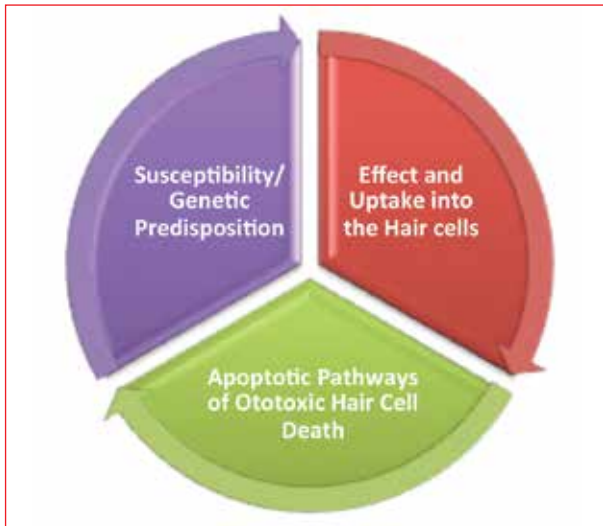 Susceptibility/
Genetic
Predisposition
Effect and
Uptake into
the Hair cells
Apoptotic Pathways
of Ototoxic Hair Cell
Death